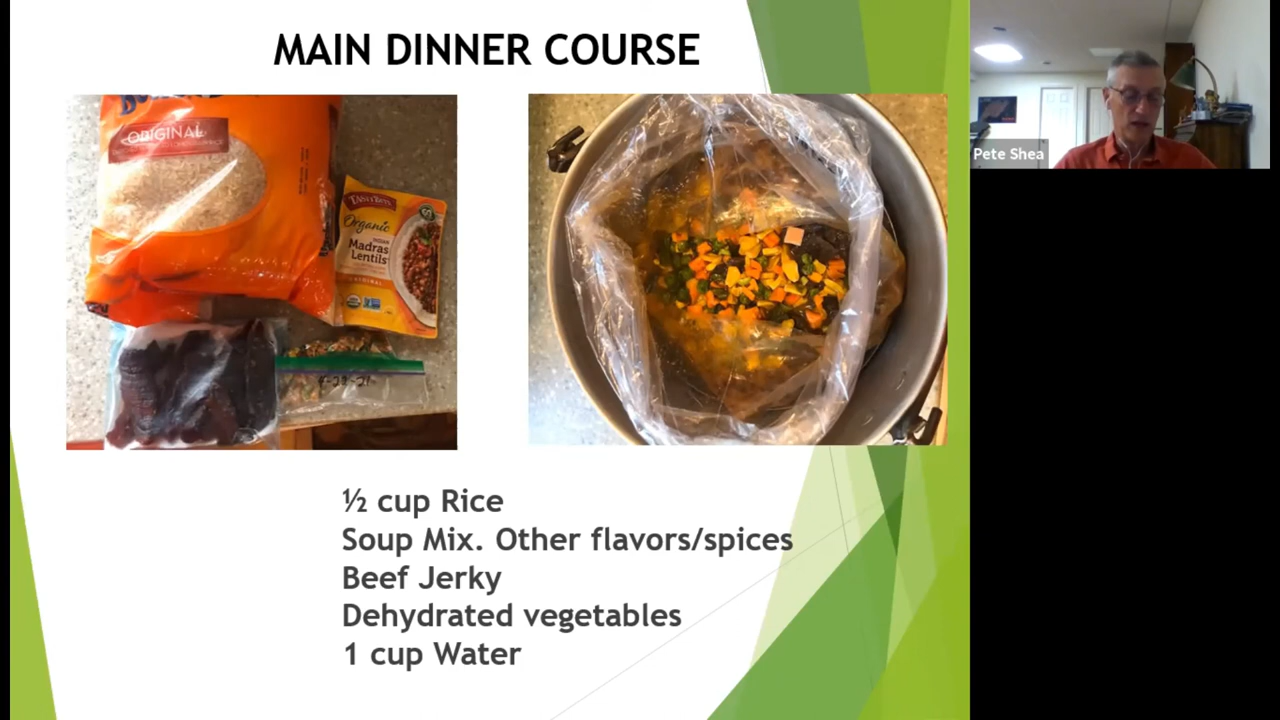 MAIN DINNER COURSE
ORIGINAL
TASTY BITE
Organic
INDIAN
Madras
Lentils
Pete Shea
½ cup Rice
Soup Mix. Other flavors/spices
Beef Jerky
Dehydrated vegetables
1 cup Water